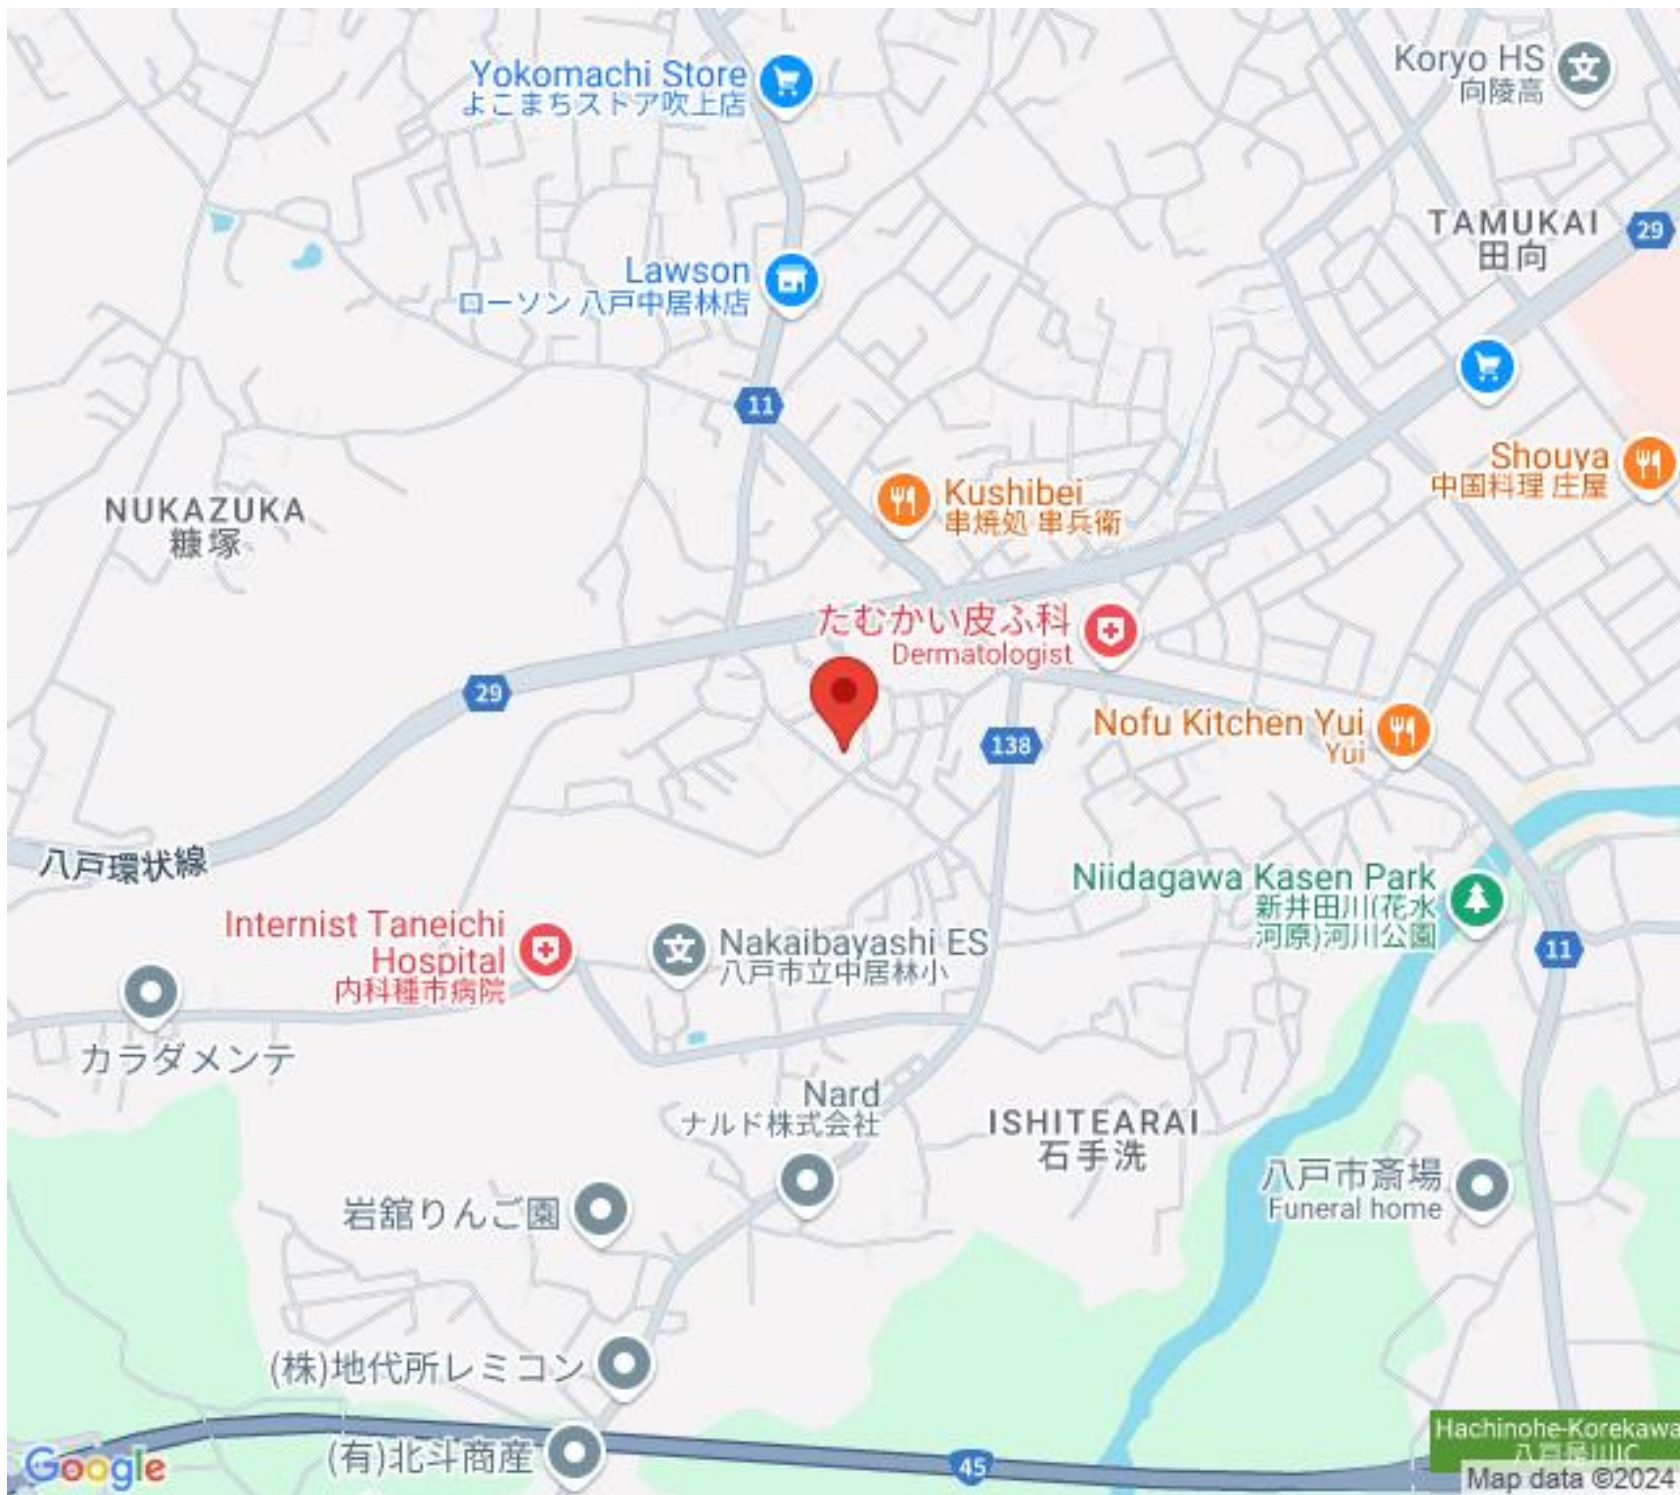 Yokomachi Store
よこまちストア吹上店
Koryo HS
向陵高
TAMUKAI
田向
29
Lawson
ローソン 八戸中居林店
11
Shouya
中国料理 庄屋
Kushibei
串焼処 串兵衛
NUKAZUKA
糠塚
たむかい皮ふ科
Dermatologist
29
138
Nofu Kitchen Yui
Yui
八戸環状線
Niidagawa Kasen Park
新井田川(花水
河原)河川公園
Internist Taneichi
Hospital
内科種市病院
Nakaibayashi ES
八戸市立中居林小
11
カラダメンテ
Nard
ナルド株式会社
ISHITEARAI
石手洗
八戸市斎場
Funeral home
岩舘りんご園
(株)地代所レミコン
(有)北斗商産
45
Hachinohe-Korekawa
八戸是川IC
Google
Map data ©2024